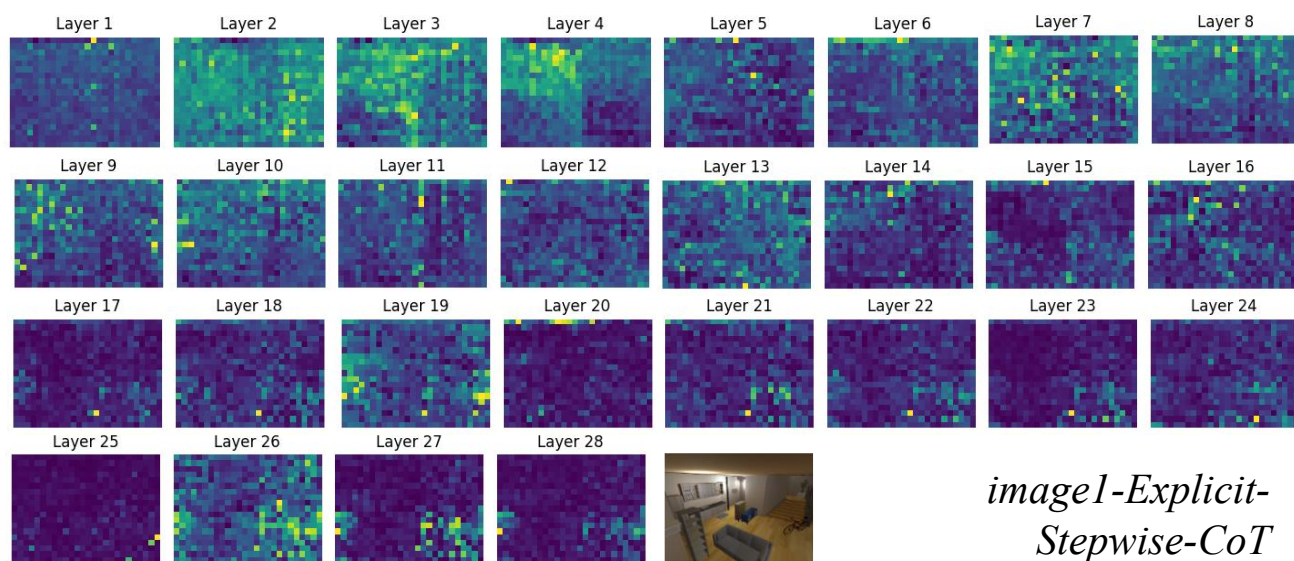 Layer 1 Layer 2 Layer 3 Layer 4 Layer 5 Layer 6 Layer 7 Layer 8
Layer 9 Layer 10 Layer 11 Layer 12 Layer 13 Layer 14 Layer 15 Layer 16
Layer 17 Layer 18 Layer 19 Layer 20 Layer 21 Layer 22 Layer 23 Layer 24
Layer 25 Layer 26 Layer 27 Layer 28
image1-Explicit-
Stepwise-CoT